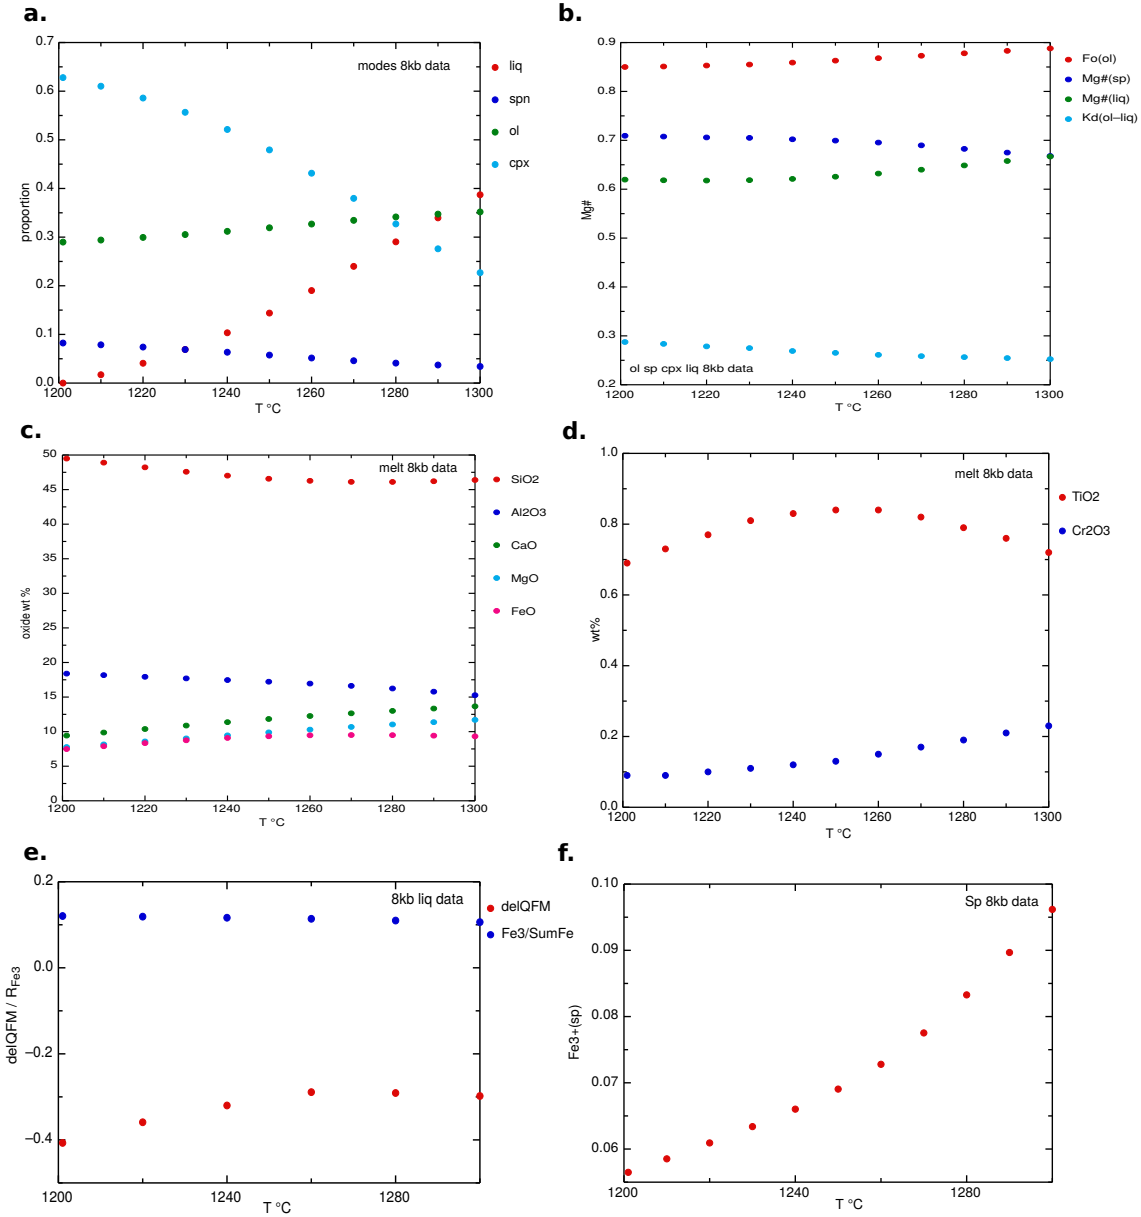 a.
0.7
0.6
0.5
0.4
0.3
0.2
0.1
0.0
proportion
modes 8kb data
liq
spn
ol
cpx
1200
1220
1240
1260
1280
1300
T °C
b.
0.9
0.8
0.7
0.6
0.5
0.4
0.3
0.2
Mg#
Fo(ol)
Mg#(sp)
Mg#(liq)
Kd(ol−liq)
ol sp cpx liq 8kb data
1200
1220
1240
1260
1280
1300
T °C
c.
50
45
40
35
30
25
20
15
10
5
0
oxide wt %
melt 8kb data
SiO2
Al2O3
CaO
MgO
FeO
1200
1220
1240
1260
1280
1300
T °C
d.
1.0
0.8
0.6
0.4
0.2
0.0
wt%
melt 8kb data
TiO2
Cr2O3
1200
1220
1240
1260
1280
1300
T °C
e.
0.2
0.0
−0.2
−0.4
delQFM / RFe3
8kb liq data
delQFM
Fe3/SumFe
1200
1240
1280
T °C
f.
0.10
0.09
0.08
0.07
0.06
Fe3+(sp)
Sp 8kb data
1200
1240
1280
T °C